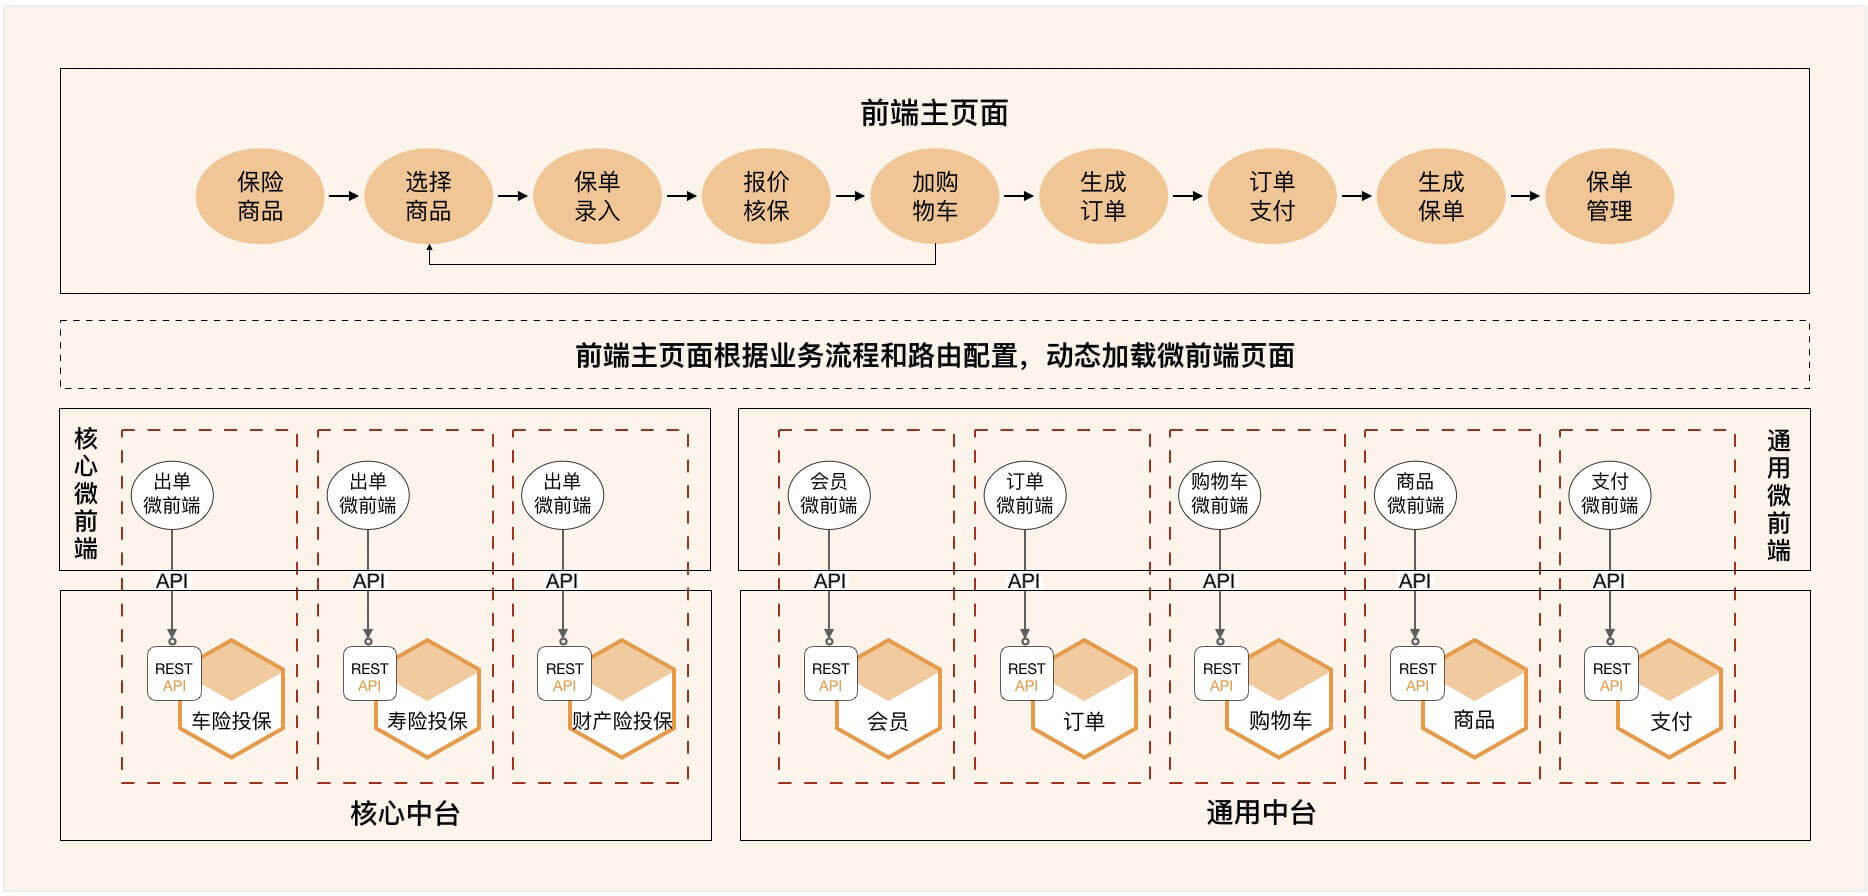 前端主页面
保险
商品
选择
商品
保单
录入
报价
核保
加购
物车
生成
订单
订单
支付
生成
保单
保单
管理
前端主页面根据业务流程和路由配置，动态加载微前端页面
核心微前端
出单
微前端
出单
微前端
出单
微前端
会员
微前端
订单
微前端
购物车
微前端
商品
微前端
支付
微前端
通用微前端
API
API
API
API
API
API
API
API
REST
API
车险投保
REST
API
寿险投保
REST
API
财产险投保
REST
API
会员
REST
API
订单
REST
API
购物车
REST
API
商品
REST
API
支付
核心中台
通用中台